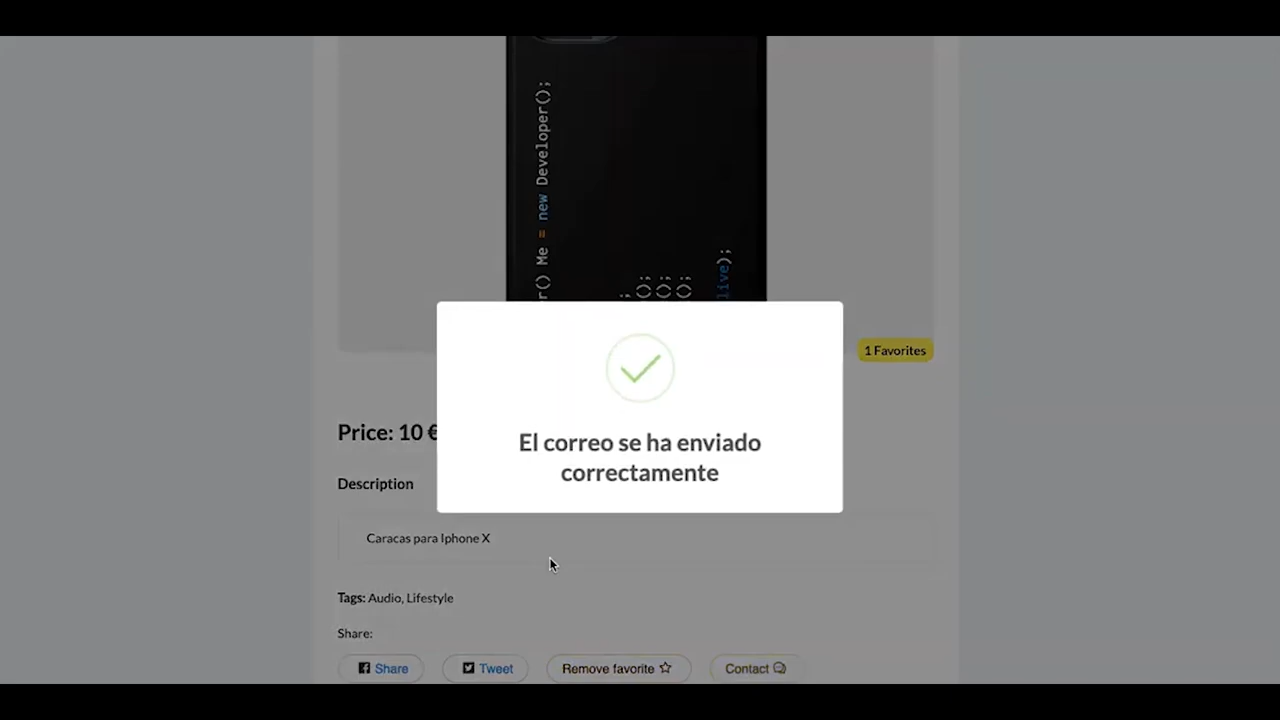 r() Me = new Developer();
;
();
();
();
live);
1 Favorites
El correo se ha enviado
correctamente
Price: 10 €
Description
Caracas para Iphone X
Tags: Audio, Lifestyle
Share:
Share
Tweet
Remove favorite
Contact